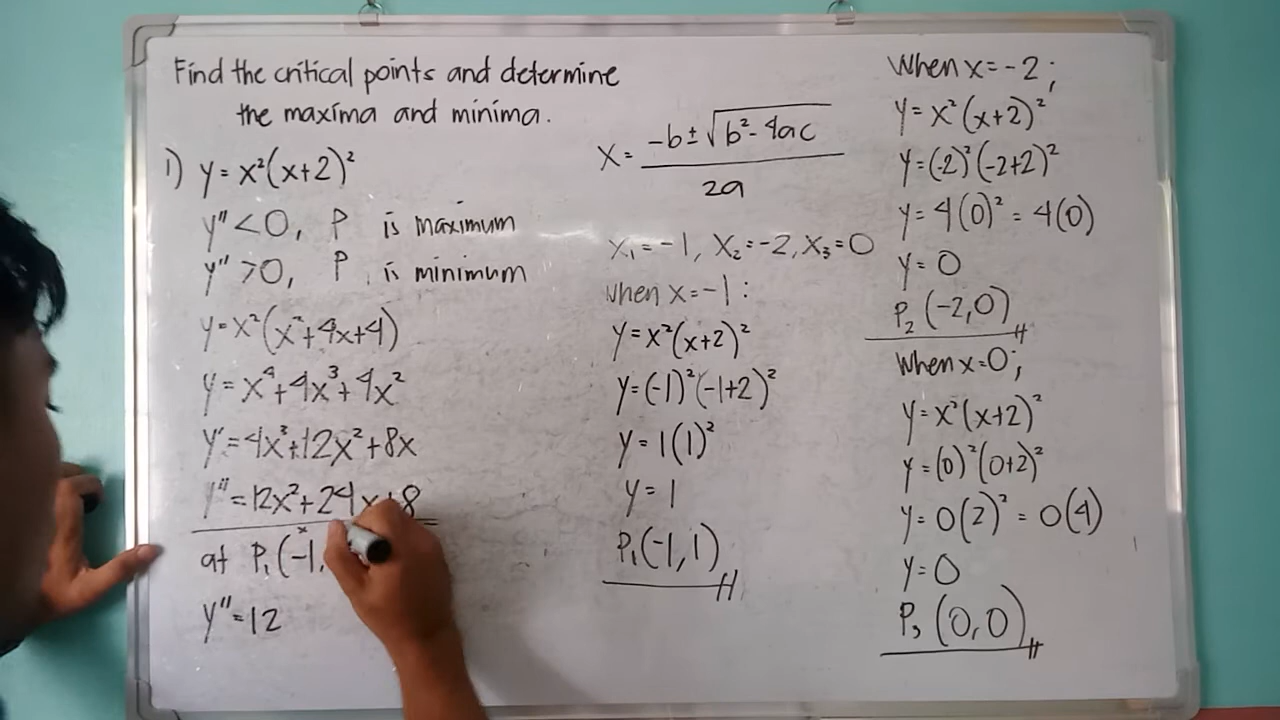 Find the critical points and determine
the maxima and minima.
1) y = x²(x+2)²
y'' < 0, P is maximum
y'' > 0, P is minimum
y = x²(x²+4x+4)
y = x⁴+4x³+4x²
y' = 4x³+12x²+8x
y'' = 12x²+24x+8
at P₁(-1,
y'' = 12
x = -b ± √b²-4ac / 2a
x₁ = -1, x₂ = -2, x₃ = 0
when x = -1 :
y = x²(x+2)²
y = (-1)²(-1+2)²
y = 1(1)²
y = 1
P₁(-1,1)
When x = -2;
y = x²(x+2)²
y = (-2)²(-2+2)²
y = 4(0)² = 4(0)
y = 0
P₂(-2,0)
When x = 0;
y = x²(x+2)²
y = (0)²(0+2)²
y = 0(2)² = 0(4)
y = 0
P₃(0,0)